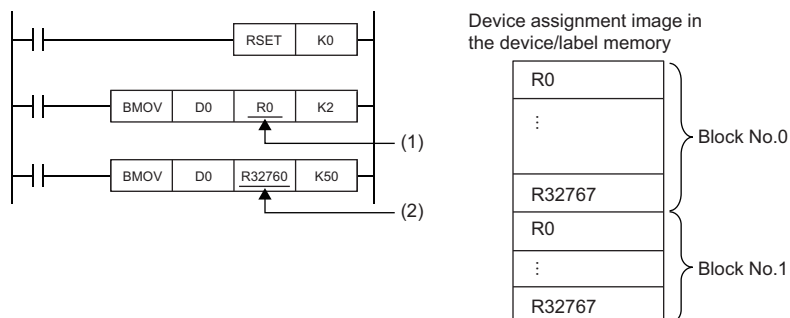 RSET K0
BMOV D0 R0 K2
(1)
BMOV D0 R32760 K50
(2)
Device assignment image in
the device/label memory
R0
⋮
Block No.0
R32767
R0
⋮
Block No.1
R32767